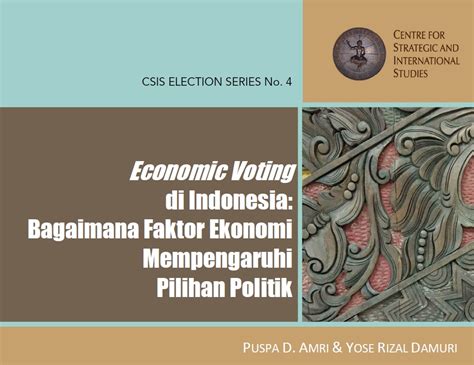 CENTRE FOR
STRATEGIC AND
INTERNATIONAL
STUDIES
CSIS ELECTION SERIES No. 4
Economic Voting
di Indonesia:
Bagaimana Faktor Ekonomi
Mempengaruhi
Pilihan Politik
PUSPA D. AMRI & YOSE RIZAL DAMURI